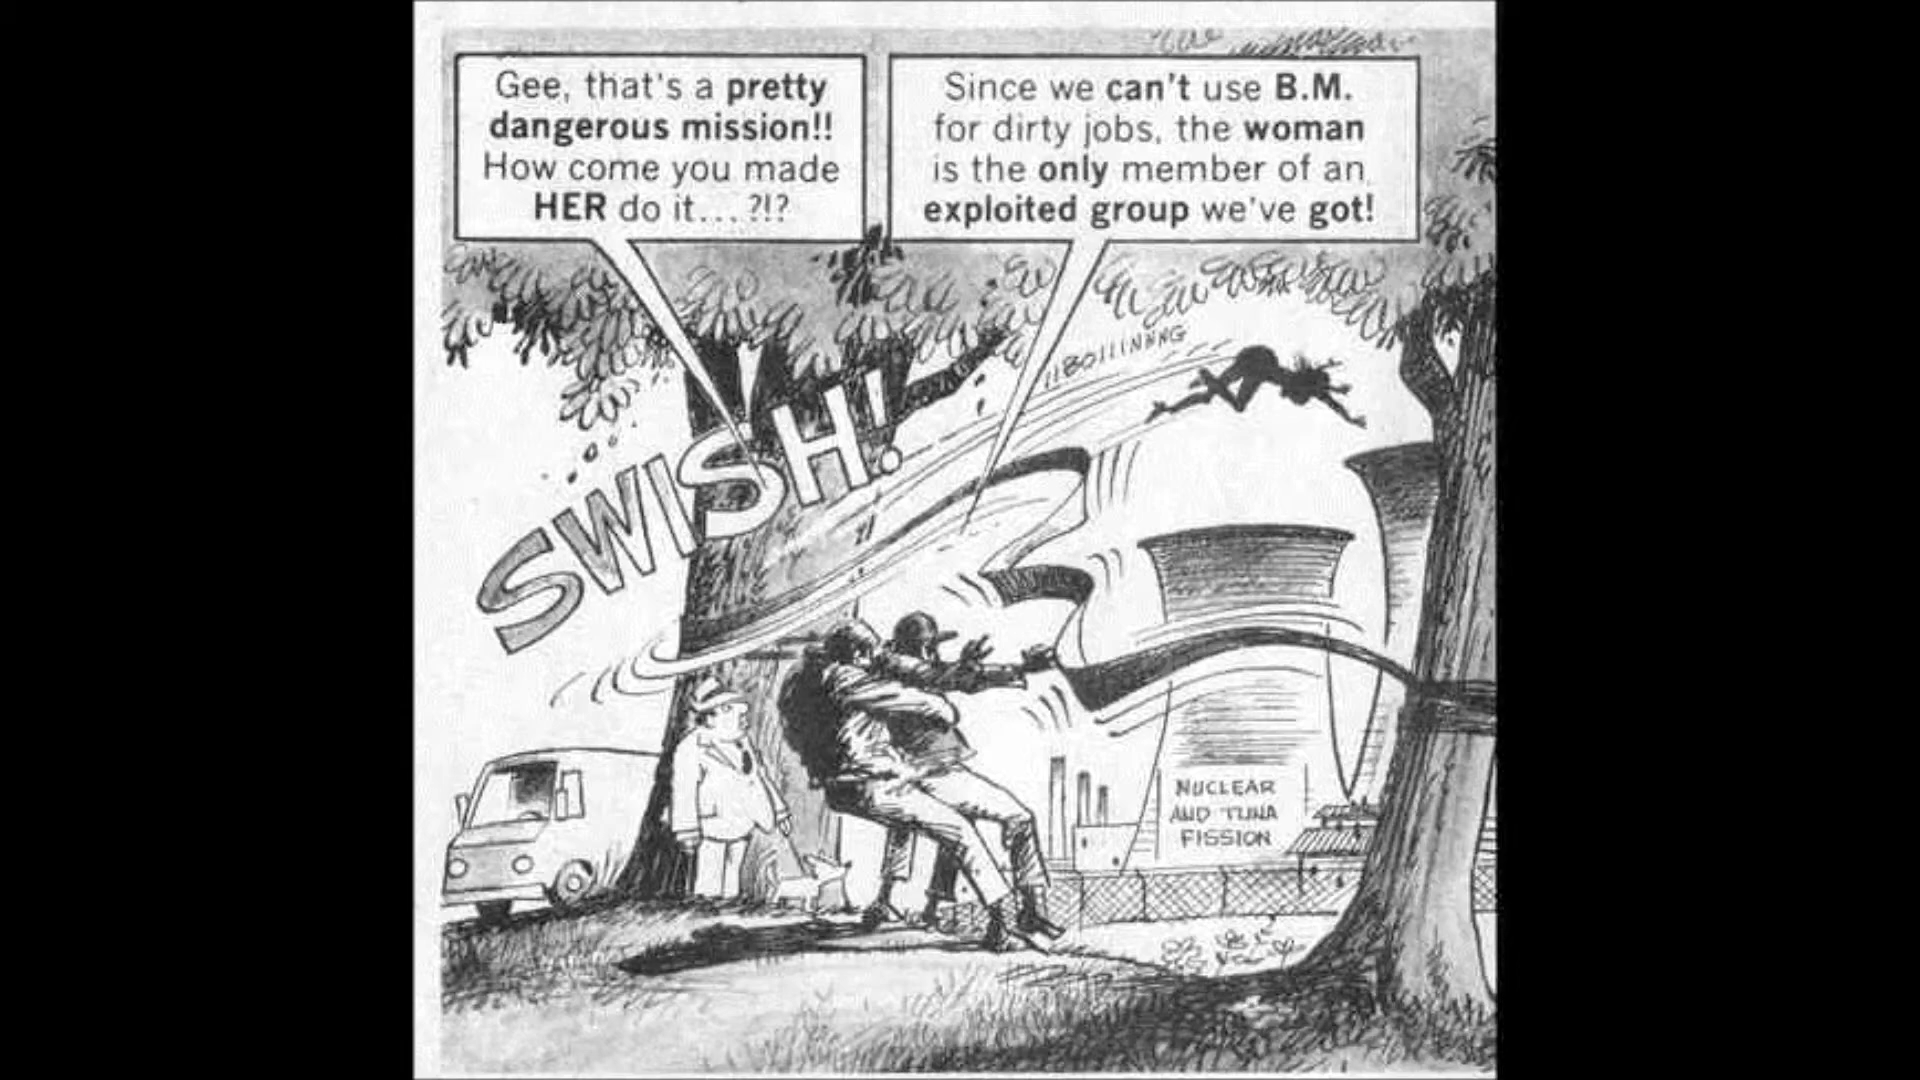 Gee, that's a pretty
dangerous mission!!
How come you made
HER do it...?!?
Since we can't use B.M.
for dirty jobs, the woman
is the only member of an
exploited group we've got!
!!BOIIINNNG
SWISH!
NUCLEAR
AND TUNA
FISSION